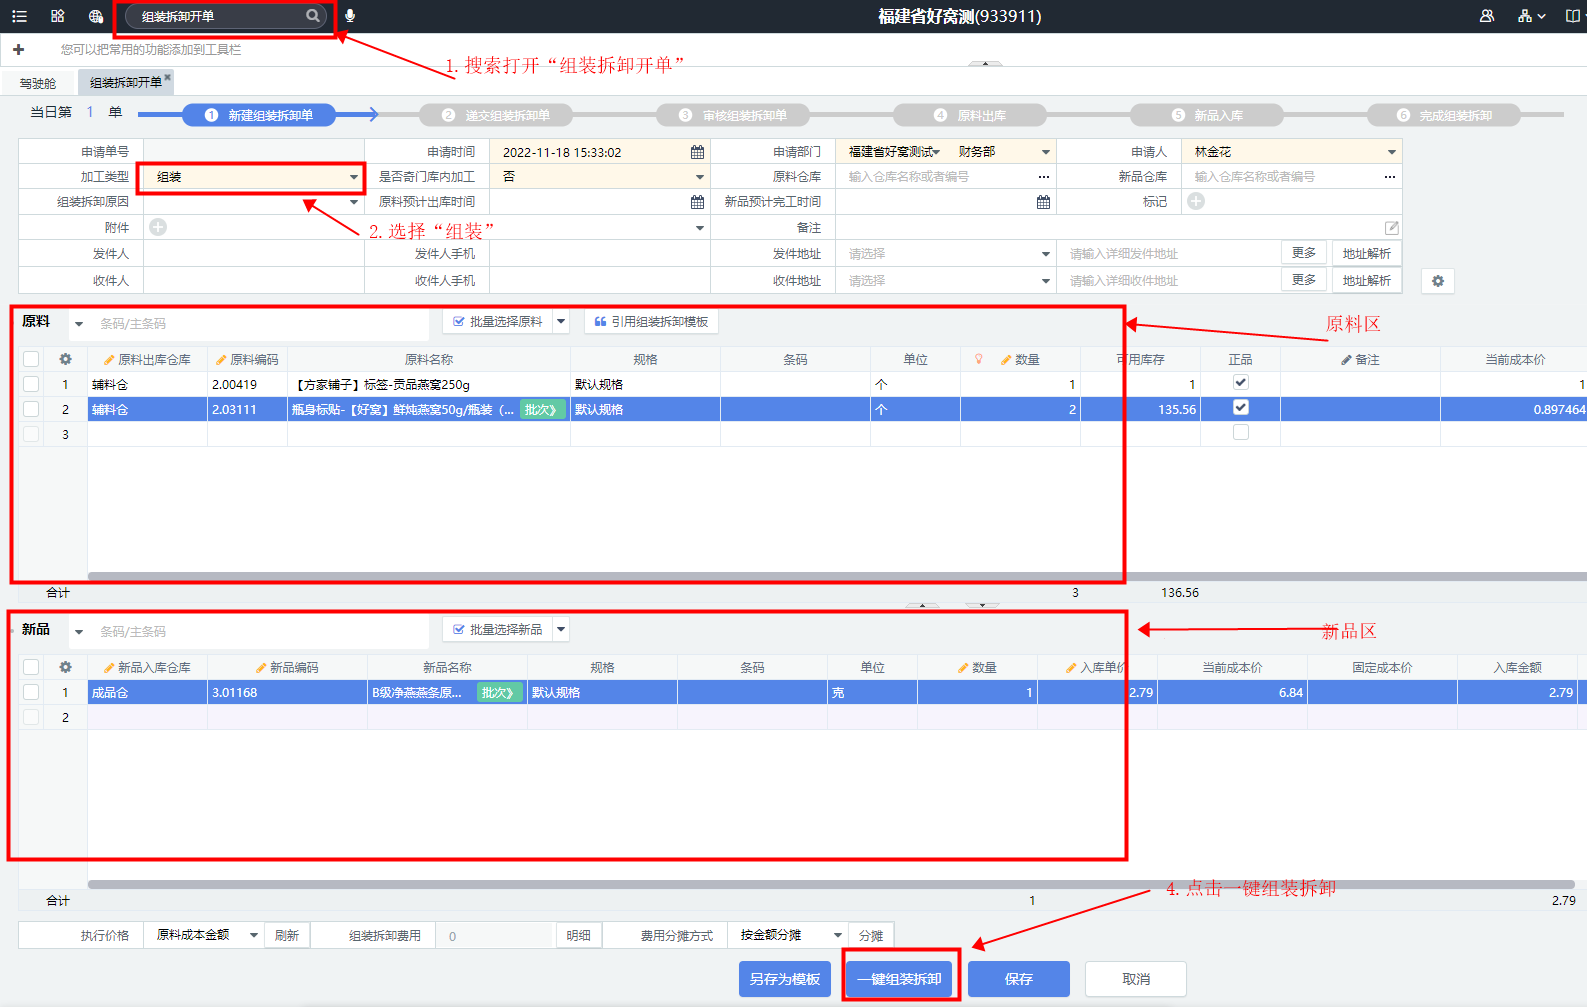 组装拆卸开单
福建省好窝测(933911)
您可以把常用的功能添加到工具栏
1.搜索打开“组装拆卸开单”
驾驶舱 组装拆卸开单
当日第 1 单 1 新建组装拆卸单 2 递交组装拆卸单 3 审核组装拆卸单 4 原料出库 5 新品入库 6 完成组装拆卸
申请单号 申请时间 2022-11-18 15:33:02 申请部门 福建省好窝测试 财务部 申请人 林金花
加工类型 组装 是否奇门库内加工 否 原料仓库 输入仓库名称或者编号 新品仓库 输入仓库名称或者编号
组装拆卸原因 原料预计出库时间 新品预计完工时间 标记
附件 2.选择“组装” 备注
发件人 发件人手机 发件地址 请选择 请输入详细发件地址 更多 地址解析
收件人 收件人手机 收件地址 请选择 请输入详细收件地址 更多 地址解析
原料 条码/主条码 批量选择原料 引用组装拆卸模板 原料区
原料出库仓库 原料编码 原料名称 规格 条码 单位 数量 可用库存 正品 备注 当前成本价
1 辅料仓 2.00419 【方家铺子】标签-贡品燕窝250g 默认规格 个 1 1 1
2 辅料仓 2.03111 瓶身标贴-【好窝】鲜炖燕窝50g/瓶装（... 批次》 默认规格 个 2 135.56 0.897464
3
合计 3 136.56
新品 条码/主条码 批量选择新品 新品区
新品入库仓库 新品编码 新品名称 规格 条码 单位 数量 入库单价 当前成本价 固定成本价 入库金额
1 成品仓 3.01168 B级净燕燕条原... 批次》 默认规格 克 1 2.79 6.84 2.79
2
4.点击一键组装拆卸
合计 1 2.79
执行价格 原料成本金额 刷新 组装拆卸费用 0 明细 费用分摊方式 按金额分摊 分摊
另存为模板 一键组装拆卸 保存 取消